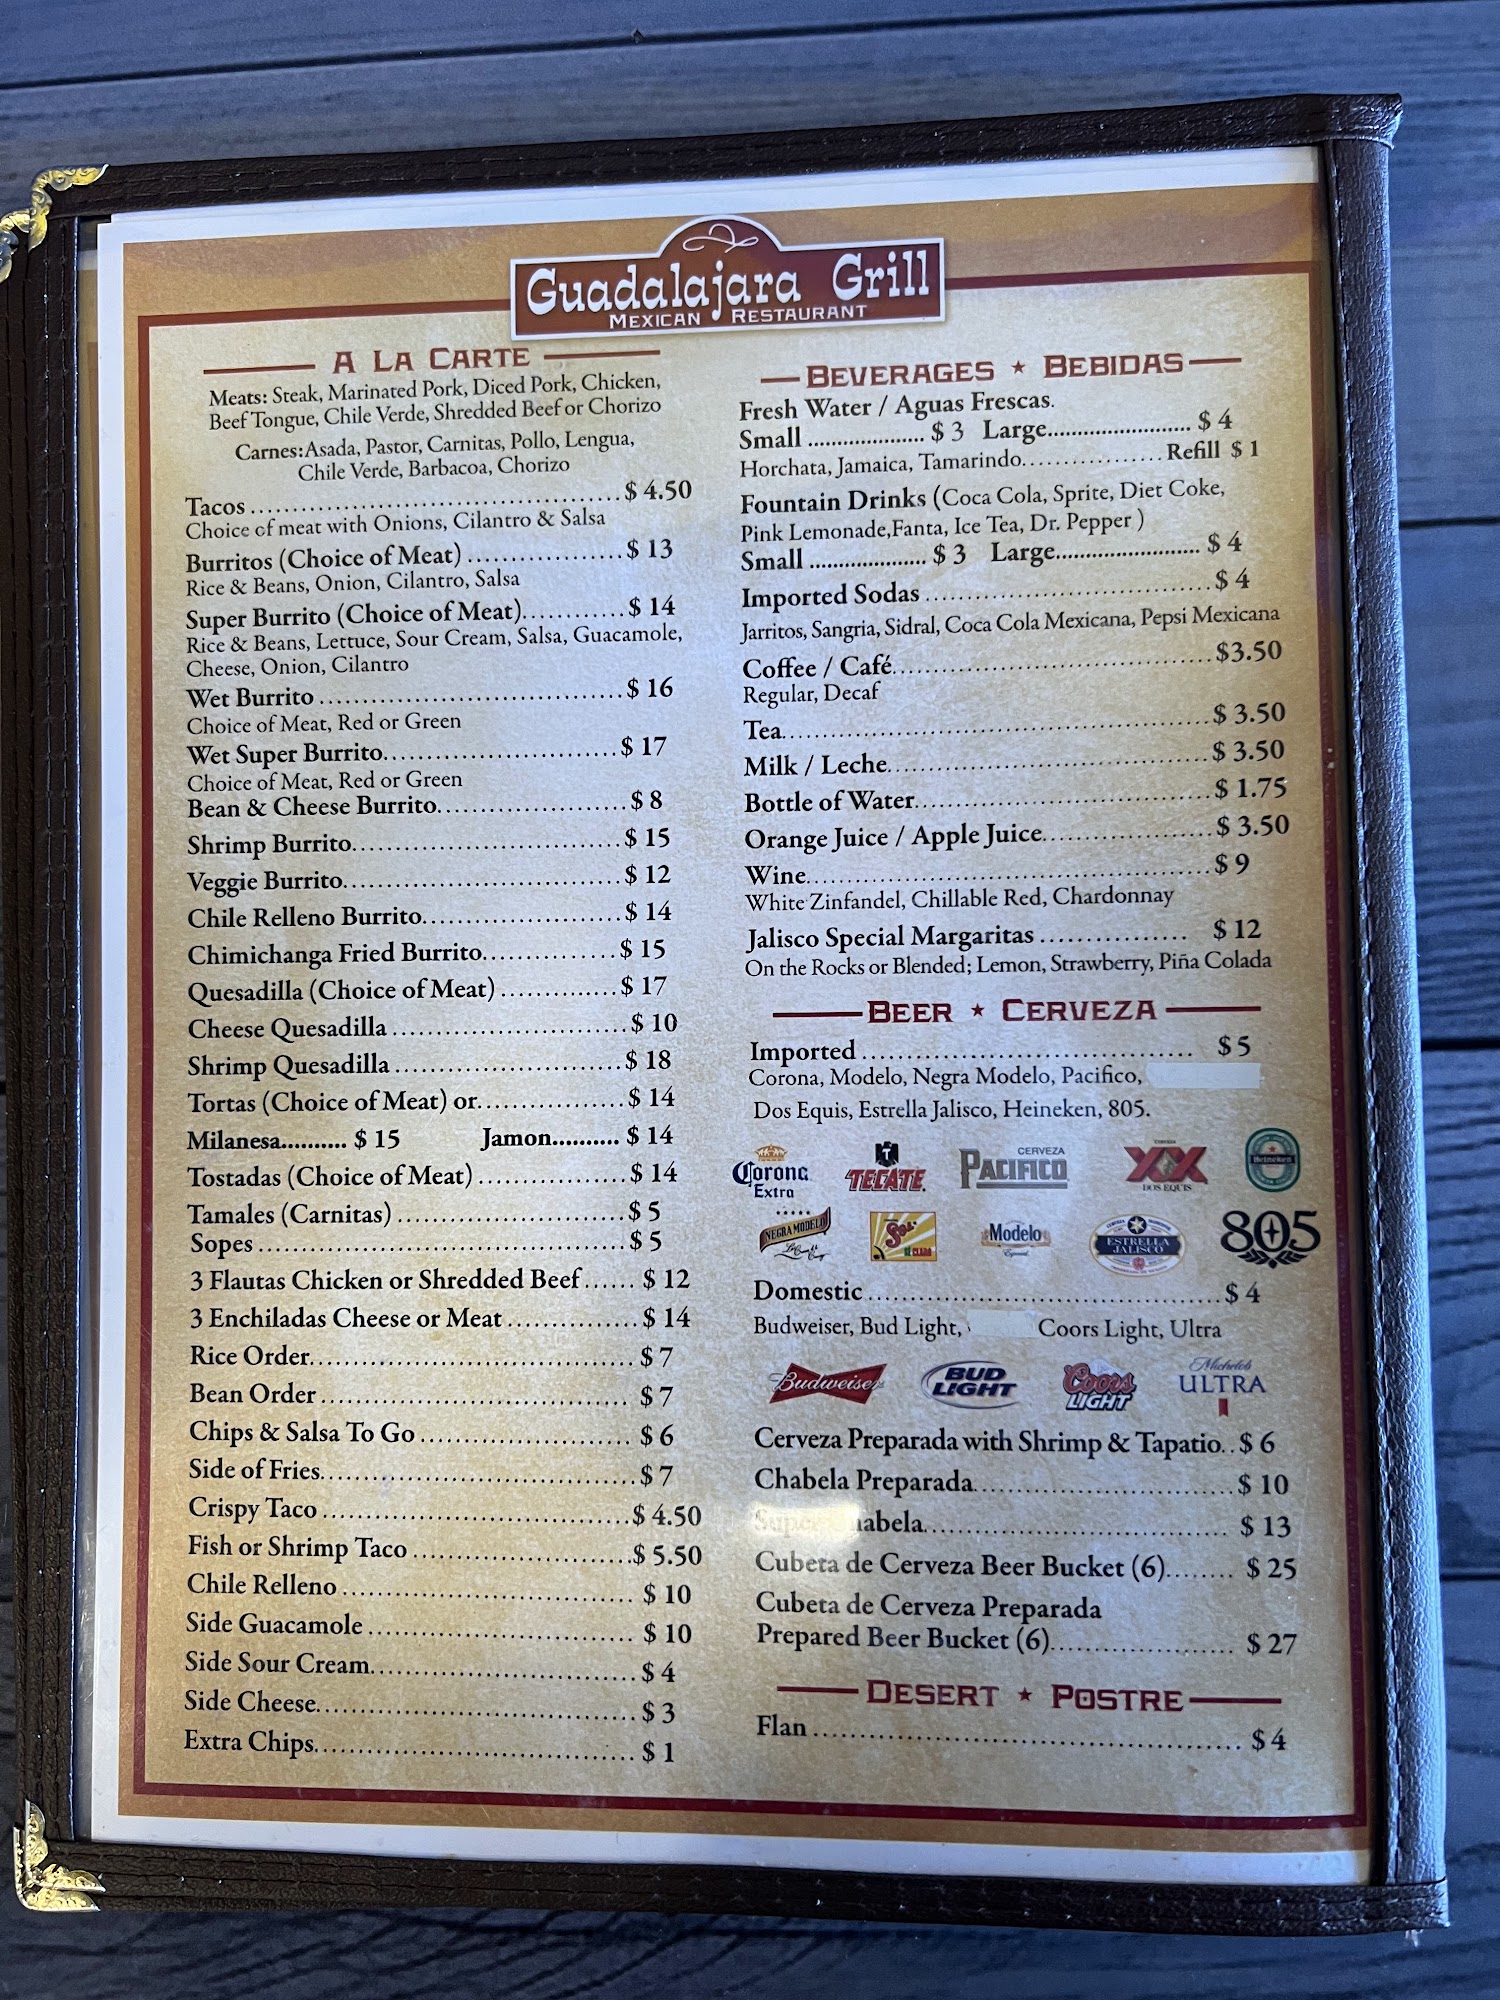 Guadalajara Grill
MEXICAN RESTAURANT
A LA CARTE
Meats: Steak, Marinated Pork, Diced Pork, Chicken,
Beef Tongue, Chile Verde, Shredded Beef or Chorizo
Carnes:Asada, Pastor, Carnitas, Pollo, Lengua,
Chile Verde, Barbacoa, Chorizo
Tacos ........................................ $ 4.50
Choice of meat with Onions, Cilantro & Salsa
Burritos (Choice of Meat) .................. $ 13
Rice & Beans, Onion, Cilantro, Salsa
Super Burrito (Choice of Meat)............ $ 14
Rice & Beans, Lettuce, Sour Cream, Salsa, Guacamole,
Cheese, Onion, Cilantro
Wet Burrito ................................... $ 16
Choice of Meat, Red or Green
Wet Super Burrito........................... $ 17
Choice of Meat, Red or Green
Bean & Cheese Burrito...................... $ 8
Shrimp Burrito............................... $ 15
Veggie Burrito................................ $ 12
Chile Relleno Burrito....................... $ 14
Chimichanga Fried Burrito............... $ 15
Quesadilla (Choice of Meat) ............. $ 17
Cheese Quesadilla ........................... $ 10
Shrimp Quesadilla .......................... $ 18
Tortas (Choice of Meat) or................. $ 14
Milanesa.......... $ 15 Jamon.......... $ 14
Tostadas (Choice of Meat) ................. $ 14
Tamales (Carnitas) .......................... $ 5
Sopes .......................................... $ 5
3 Flautas Chicken or Shredded Beef...... $ 12
3 Enchiladas Cheese or Meat ............... $ 14
Rice Order..................................... $ 7
Bean Order ................................... $ 7
Chips & Salsa To Go ........................ $ 6
Side of Fries.................................... $ 7
Crispy Taco ................................... $ 4.50
Fish or Shrimp Taco ......................... $ 5.50
Chile Relleno ................................. $ 10
Side Guacamole .............................. $ 10
Side Sour Cream.............................. $ 4
Side Cheese.................................... $ 3
Extra Chips.................................... $ 1
BEVERAGES ★ BEBIDAS
Fresh Water / Aguas Frescas.
Small ..................... $ 3 Large......................... $ 4
Horchata, Jamaica, Tamarindo................. Refill $ 1
Fountain Drinks (Coca Cola, Sprite, Diet Coke,
Pink Lemonade,Fanta, Ice Tea, Dr. Pepper )
Small ..................... $ 3 Large......................... $ 4
Imported Sodas ................................. $ 4
Jarritos, Sangria, Sidral, Coca Cola Mexicana, Pepsi Mexicana
Coffee / Café.................................... $3.50
Regular, Decaf
Tea................................................ $ 3.50
Milk / Leche..................................... $ 3.50
Bottle of Water.................................. $ 1.75
Orange Juice / Apple Juice.................... $ 3.50
Wine.............................................. $ 9
White Zinfandel, Chillable Red, Chardonnay
Jalisco Special Margaritas ................. $ 12
On the Rocks or Blended; Lemon, Strawberry, Piña Colada
BEER ★ CERVEZA
Imported ...................................... $ 5
Corona, Modelo, Negra Modelo, Pacifico,
Dos Equis, Estrella Jalisco, Heineken, 805.
Corona Extra TECATE CERVEZA PACIFICO XX DOS EQUIS Heineken
NEGRA MODELO Sol Modelo Especial ESTRELLA JALISCO 805
Domestic ......................................... $ 4
Budweiser, Bud Light, Coors Light, Ultra
Budweiser BUD LIGHT Coors LIGHT Michelob ULTRA
Cerveza Preparada with Shrimp & Tapatio.. $ 6
Chabela Preparada.............................. $ 10
Super Chabela................................... $ 13
Cubeta de Cerveza Beer Bucket (6)........ $ 25
Cubeta de Cerveza Preparada
Prepared Beer Bucket (6)..................... $ 27
DESERT ★ POSTRE
Flan ................................................. $ 4